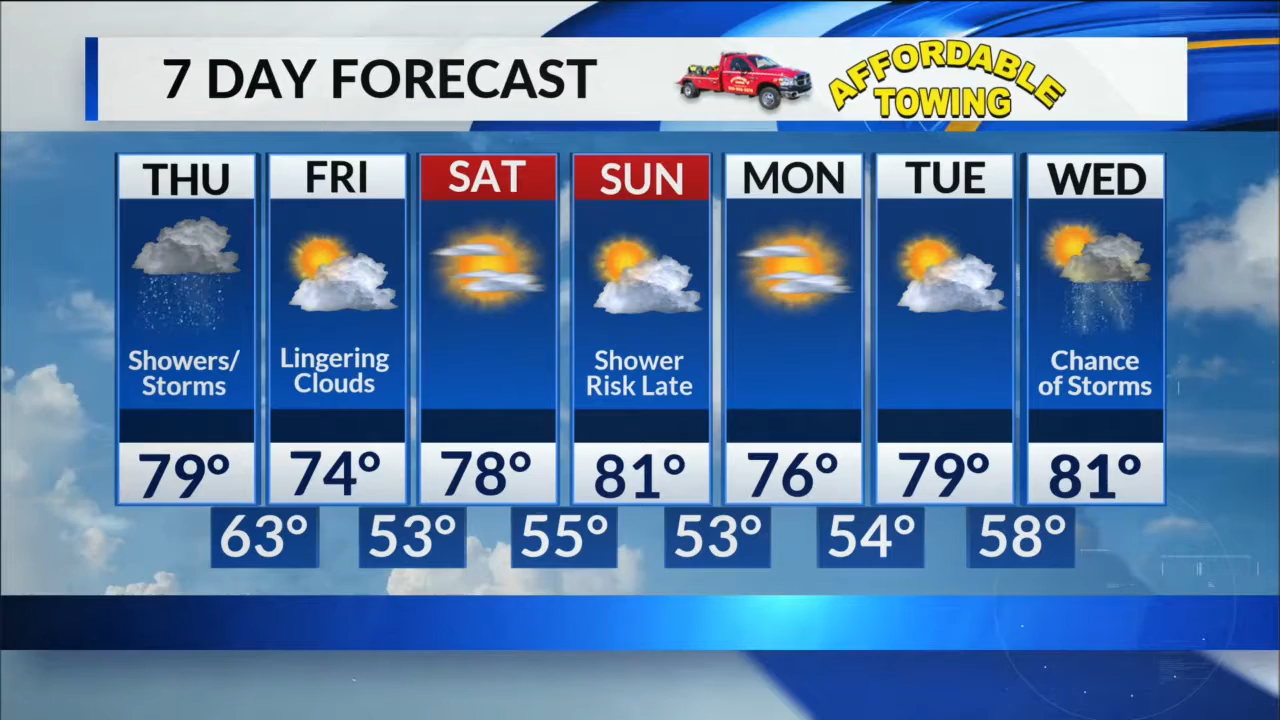 7 DAY FORECAST
AFFORDABLE
TOWING
THU FRI SAT SUN MON TUE WED
Showers/
Storms
Lingering
Clouds
Shower
Risk Late
Chance
of Storms
79° 74° 78° 81° 76° 79° 81°
63° 53° 55° 53° 54° 58°